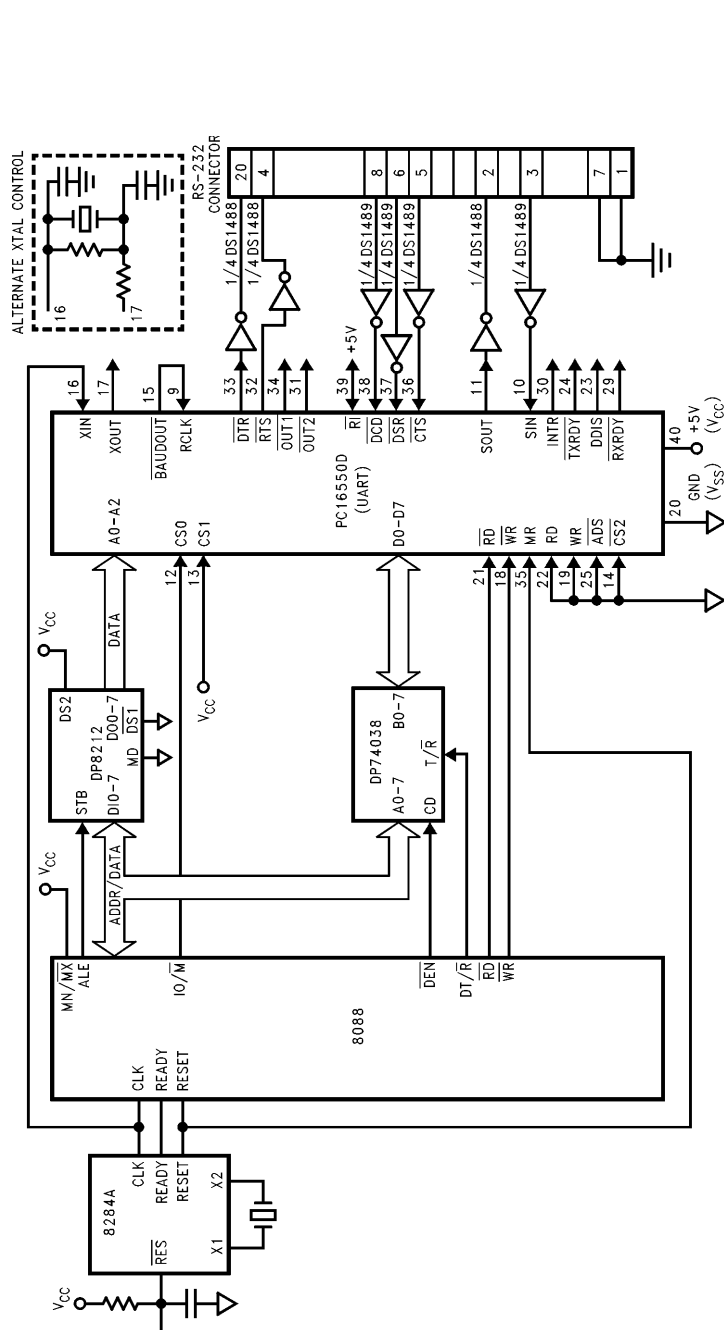 ALTERNATE XTAL CONTROL
16
17
RS-232
CONNECTOR
20
4
8
6
5
2
3
7
1
1/4 DS1488
1/4 DS1488
1/4 DS1489
1/4 DS1489
1/4 DS1489
1/4 DS1488
1/4 DS1489
16
17
15
9
33
32
34
31
39
+5V
38
37
36
11
10
30
24
23
29
XIN
XOUT
BAUDOUT
RCLK
DTR
RTS
OUT1
OUT2
RI
DCD
DSR
CTS
SOUT
SIN
INTR
TXRDY
DDIS
RXRDY
PC16550D
(UART)
40
+5V
(VCC)
20
GND
(VSS)
A0-A2
CS0
CS1
D0-D7
RD
WR
MR
RD
WR
ADS
CS2
12
13
21
18
35
22
19
25
14
DATA
VCC
VCC
DS2
DP8212
DO0-7
DS1
MD
STB
DI0-7
DP74038
B0-7
T/R
A0-7
CD
VCC
ADDR/DATA
MN/MX
ALE
IO/M
DEN
DT/R
RD
WR
8088
CLK
READY
RESET
CLK
READY
RESET
8284A
X2
X1
RES
VCC